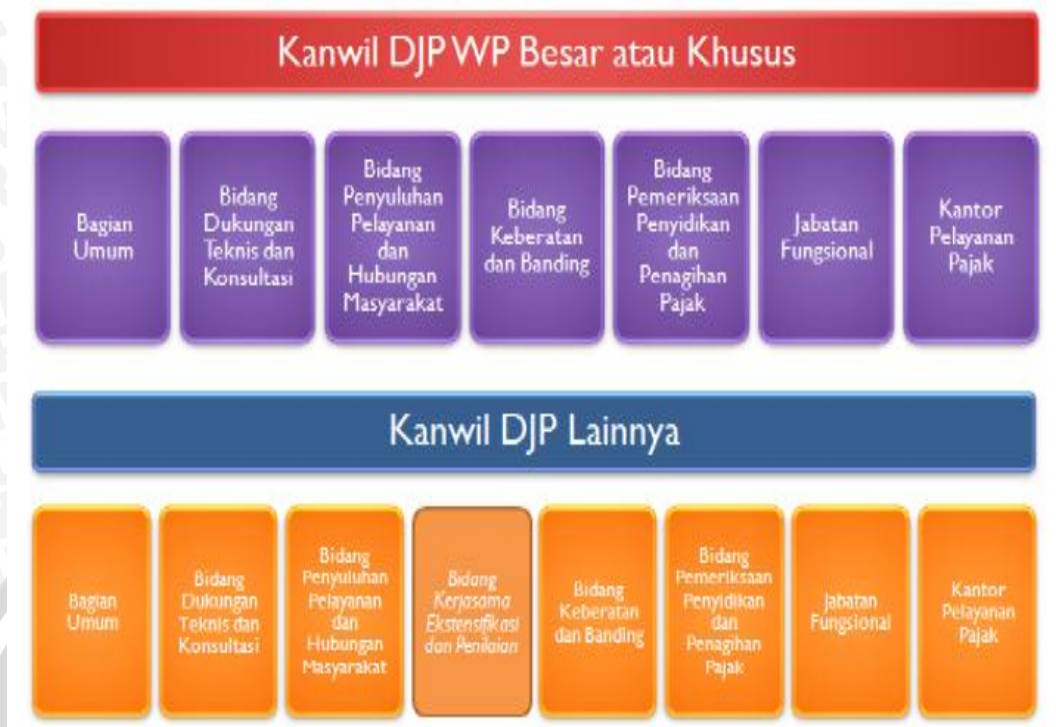 Kanwil DJP WP Besar atau Khusus
Bagian
Umum
Bidang
Dukungan
Teknis dan
Konsultasi
Bidang
Penyuluhan
Pelayanan
dan
Hubungan
Masyarakat
Bidang
Keberatan
dan Banding
Bidang
Pemeriksaan
Penyidikan
dan
Penagihan
Pajak
Jabatan
Fungsional
Kantor
Pelayanan
Pajak
Kanwil DJP Lainnya
Bagian
Umum
Bidang
Dukungan
Teknis dan
Konsultasi
Bidang
Penyuluhan
Pelayanan
dan
Hubungan
Masyarakat
Bidang
Kerjasama
Ekstensifikasi
dan Penilaian
Bidang
Keberatan
dan Banding
Bidang
Pemeriksaan
Penyidikan
dan
Penagihan
Pajak
Jabatan
Fungsional
Kantor
Pelayanan
Pajak